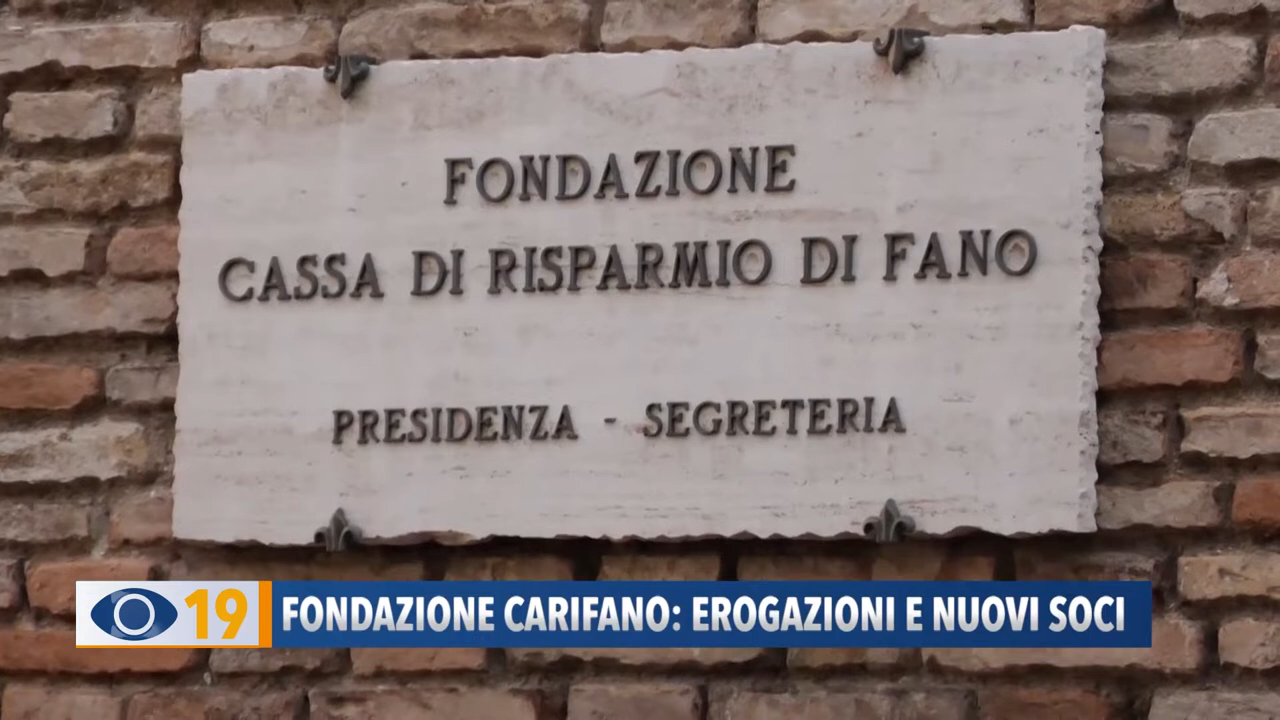 FONDAZIONE
CASSA DI RISPARMIO DI FANO
PRESIDENZA - SEGRETERIA
19 FONDAZIONE CARIFANO: EROGAZIONI E NUOVI SOCI